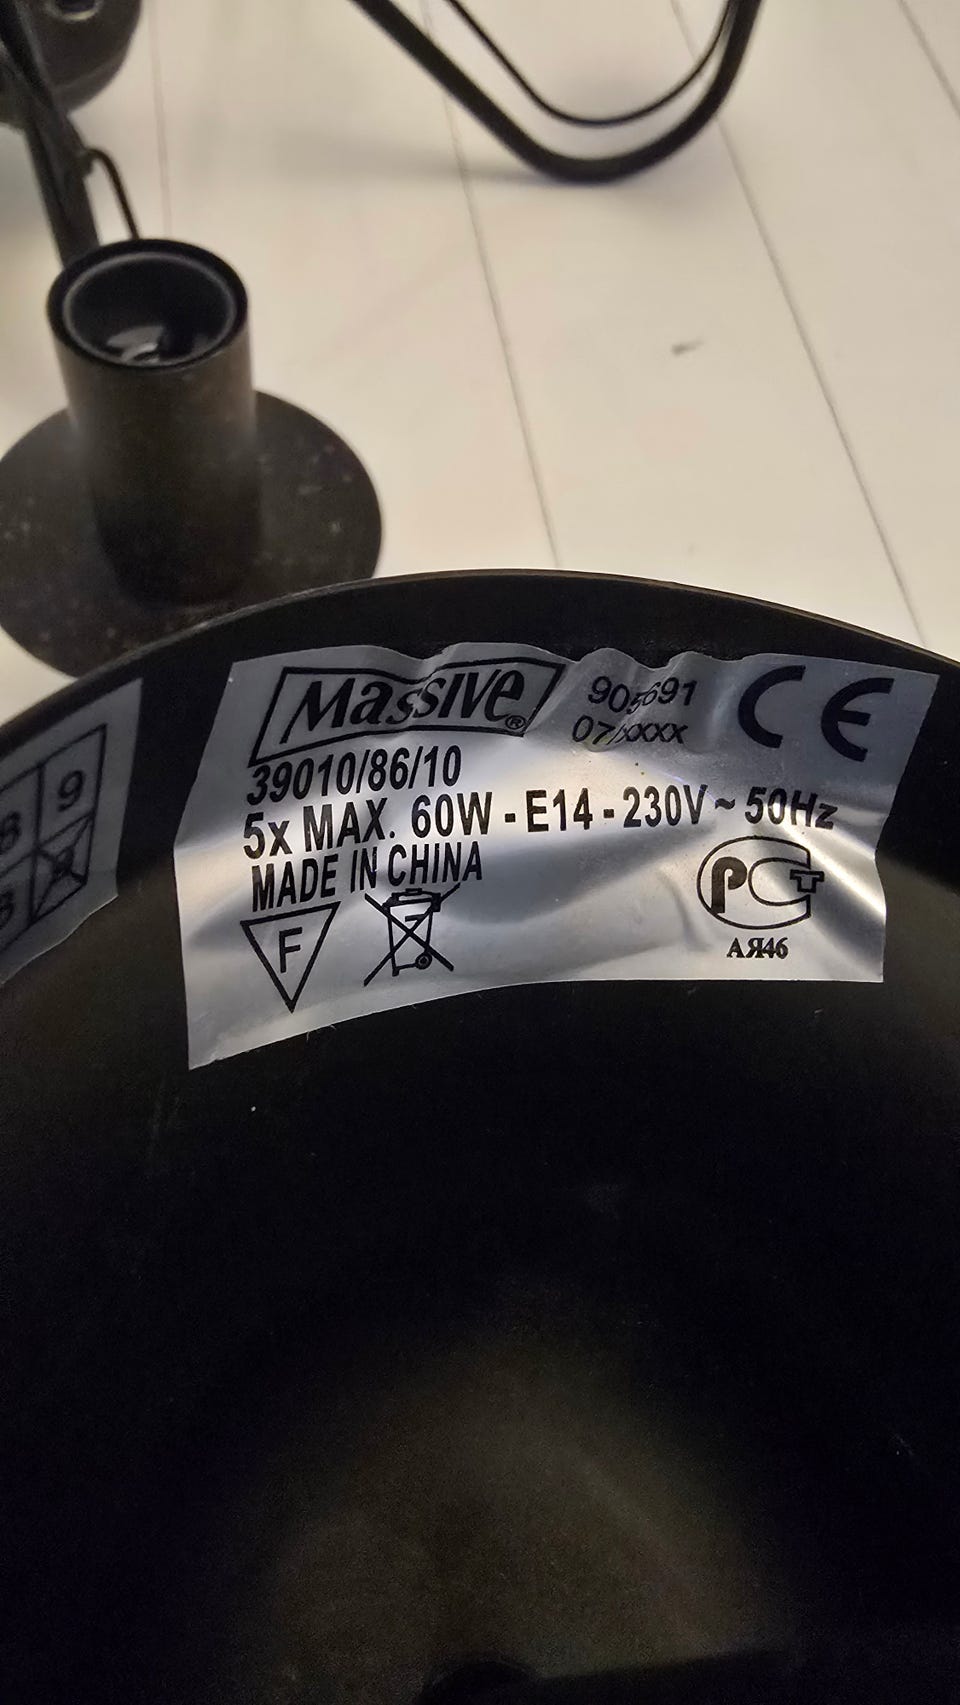 Massive®
905691
07/xxxx
CE
39010/86/10
5x MAX. 60W - E14 - 230V ~ 50Hz
MADE IN CHINA
F
РСТ
АЯ46
9